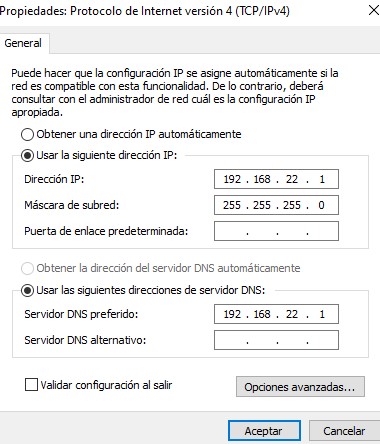 Propiedades: Protocolo de Internet versión 4 (TCP/IPv4)
General
Puede hacer que la configuración IP se asigne automáticamente si la
red es compatible con esta funcionalidad. De lo contrario, deberá
consultar con el administrador de red cuál es la configuración IP
apropiada.
Obtener una dirección IP automáticamente
Usar la siguiente dirección IP:
Dirección IP: 192 . 168 . 22 . 1
Máscara de subred: 255 . 255 . 255 . 0
Puerta de enlace predeterminada: . . .
Obtener la dirección del servidor DNS automáticamente
Usar las siguientes direcciones de servidor DNS:
Servidor DNS preferido: 192 . 168 . 22 . 1
Servidor DNS alternativo: . . .
Validar configuración al salir
Opciones avanzadas...
Aceptar
Cancelar